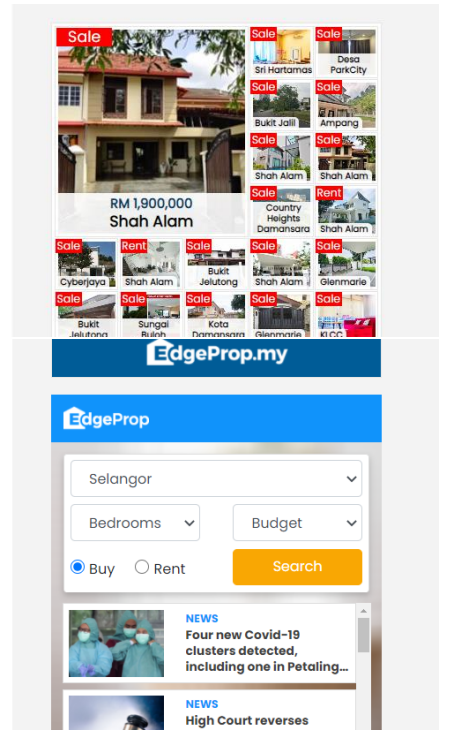 Sale
RM 1,900,000
Shah Alam
Sale
Sri Hartamas
Sale
Desa
ParkCity
Sale
Bukit Jalil
Sale
Ampang
Sale
Shah Alam
Sale
Shah Alam
Sale
Country
Heights
Damansara
Rent
Shah Alam
Sale
Cyberjaya
Rent
Shah Alam
Sale
Bukit
Jelutong
Sale
Shah Alam
Sale
Glenmarie
Sale
Bukit
Jelutong
Sale
Sungai
Buloh
Sale
Kota
Damansara
Sale
Glenmarie
Sale
KLCC
EdgeProp.my
EdgeProp
Selangor
Bedrooms
Budget
Buy
Rent
Search
NEWS
Four new Covid-19
clusters detected,
including one in Petaling...
NEWS
High Court reverses